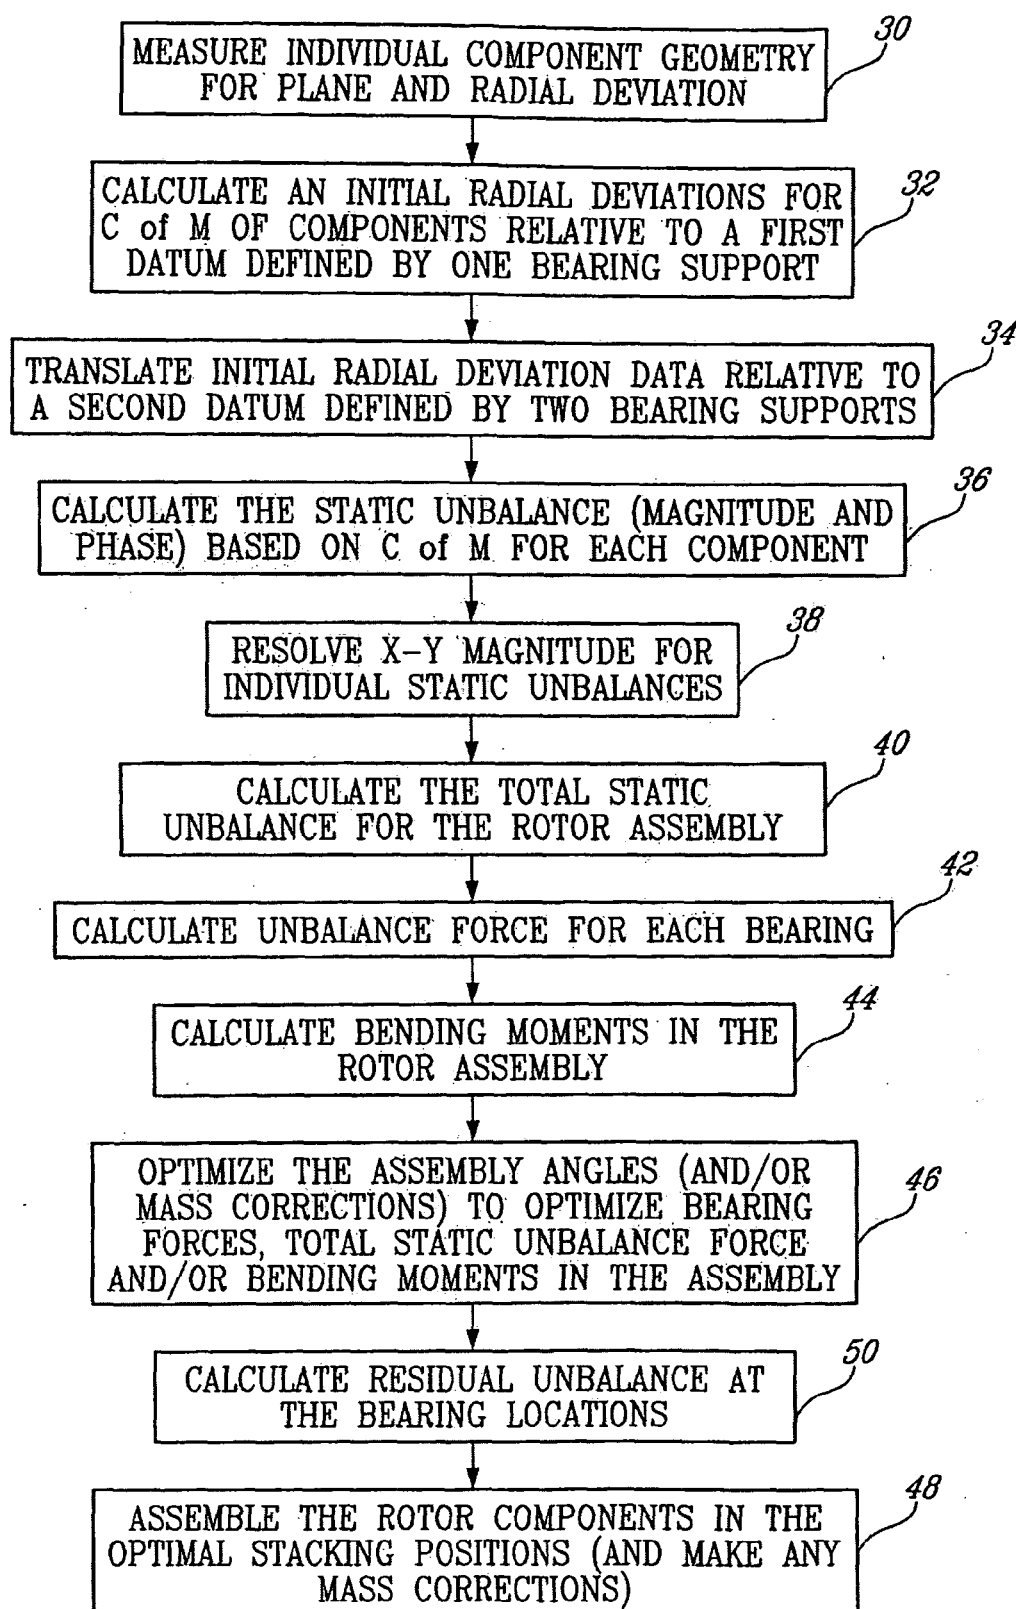 30
MEASURE INDIVIDUAL COMPONENT GEOMETRY
FOR PLANE AND RADIAL DEVIATION
32
CALCULATE AN INITIAL RADIAL DEVIATIONS FOR
C of M OF COMPONENTS RELATIVE TO A FIRST
DATUM DEFINED BY ONE BEARING SUPPORT
34
TRANSLATE INITIAL RADIAL DEVIATION DATA RELATIVE TO
A SECOND DATUM DEFINED BY TWO BEARING SUPPORTS
36
CALCULATE THE STATIC UNBALANCE (MAGNITUDE AND
PHASE) BASED ON C of M FOR EACH COMPONENT
38
RESOLVE X-Y MAGNITUDE FOR
INDIVIDUAL STATIC UNBALANCES
40
CALCULATE THE TOTAL STATIC
UNBALANCE FOR THE ROTOR ASSEMBLY
42
CALCULATE UNBALANCE FORCE FOR EACH BEARING
44
CALCULATE BENDING MOMENTS IN THE
ROTOR ASSEMBLY
46
OPTIMIZE THE ASSEMBLY ANGLES (AND/OR
MASS CORRECTIONS) TO OPTIMIZE BEARING
FORCES, TOTAL STATIC UNBALANCE FORCE
AND/OR BENDING MOMENTS IN THE ASSEMBLY
50
CALCULATE RESIDUAL UNBALANCE AT
THE BEARING LOCATIONS
48
ASSEMBLE THE ROTOR COMPONENTS IN THE
OPTIMAL STACKING POSITIONS (AND MAKE ANY
MASS CORRECTIONS)